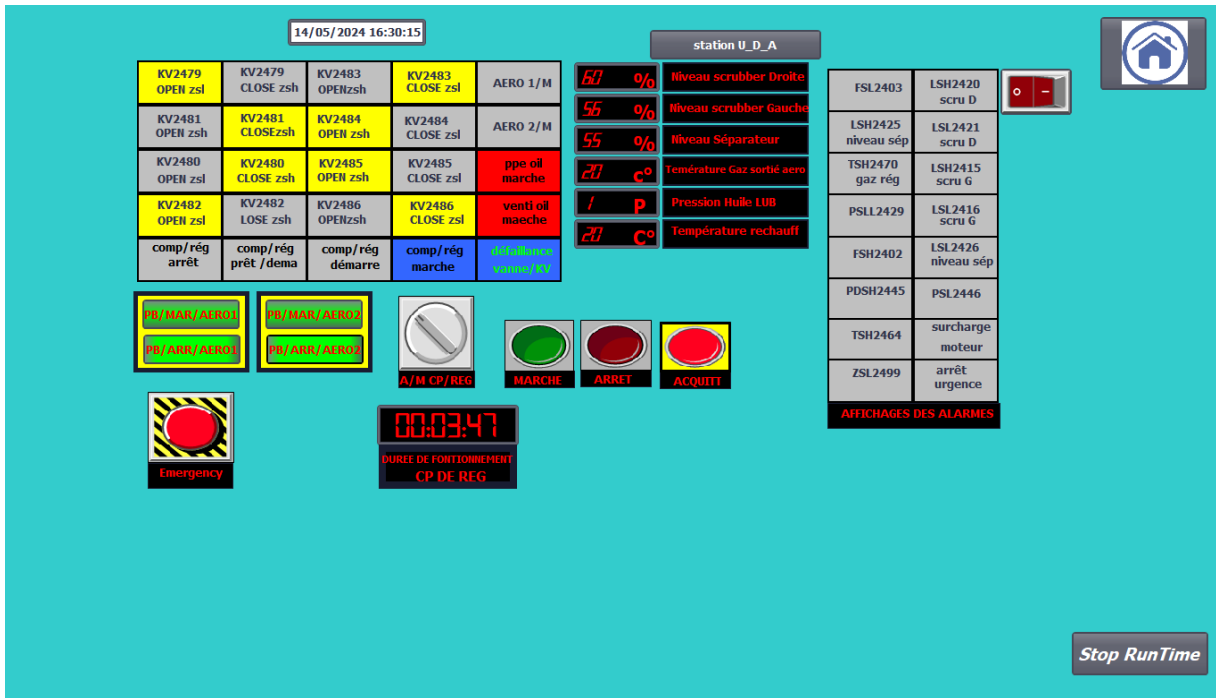 14/05/2024 16:30:15
station U_D_A
KV2479
OPEN zsl
KV2479
CLOSE zsh
KV2483
OPENzsh
KV2483
CLOSE zsl
AERO 1/M
KV2481
OPEN zsh
KV2481
CLOSEzsh
KV2484
OPEN zsh
KV2484
CLOSE zsl
AERO 2/M
KV2480
OPEN zsl
KV2480
CLOSE zsh
KV2485
OPEN zsh
KV2485
CLOSE zsl
ppe oil
marche
KV2482
OPEN zsl
KV2482
LOSE zsh
KV2486
OPENzsh
KV2486
CLOSE zsl
venti oil
maeche
comp/rég
arrêt
comp/rég
prêt /dema
comp/rég
démarre
comp/rég
marche
défaillance
vanne/KV
60 % Niveau scrubber Droite
56 % Niveau scrubber Gauche
55 % Niveau Séparateur
20 c° Temérature Gaz sortié aero
1 P Pression Huile LUB
20 C° Température rechauff
FSL2403
LSH2420
scru D
LSH2425
niveau sép
LSL2421
scru D
TSH2470
gaz rég
LSH2415
scru G
PSLL2429
LSL2416
scru G
FSH2402
LSL2426
niveau sép
PDSH2445
PSL2446
TSH2464
surcharge
moteur
ZSL2499
arrêt
urgence
AFFICHAGES DES ALARMES
PB/MAR/AERO1
PB/ARR/AERO1
PB/MAR/AERO2
PB/ARR/AERO2
A/M CP/REG
MARCHE
ARRET
ACQUITT
Emergency
00:03:47
DUREE DE FONTIONNEMENT
CP DE REG
Stop RunTime